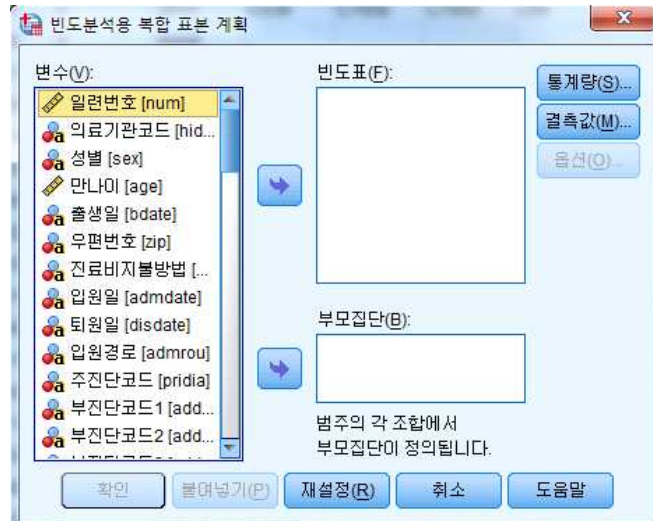 빈도분석용 복합 표본 계획
변수(V):
일련번호 [num]
의료기관코드 [hid...
성별 [sex]
만나이 [age]
출생일 [bdate]
우편번호 [zip]
진료비지불방법 [...
입원일 [admdate]
퇴원일 [disdate]
입원경로 [admrou]
주진단코드 [pridia]
부진단코드1 [add...
부진단코드2 [add...
빈도표(F):
부모집단(B):
범주의 각 조합에서
부모집단이 정의됩니다.
통계량(S)...
결측값(M)...
옵션(O)...
확인
붙여넣기(P)
재설정(R)
취소
도움말